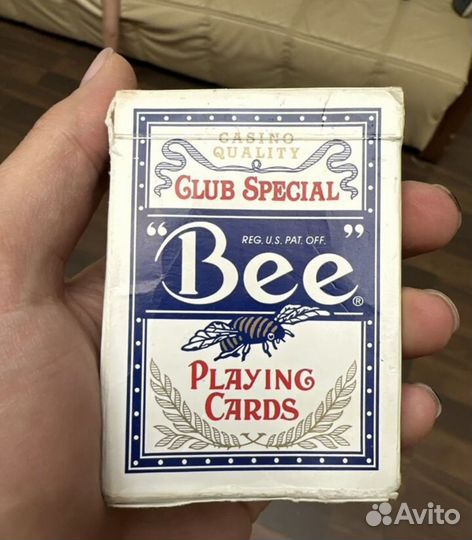 CASINO
QUALITY
CLUB SPECIAL
REG. U.S. PAT. OFF.
"Bee"®
PLAYING
CARDS
Avito